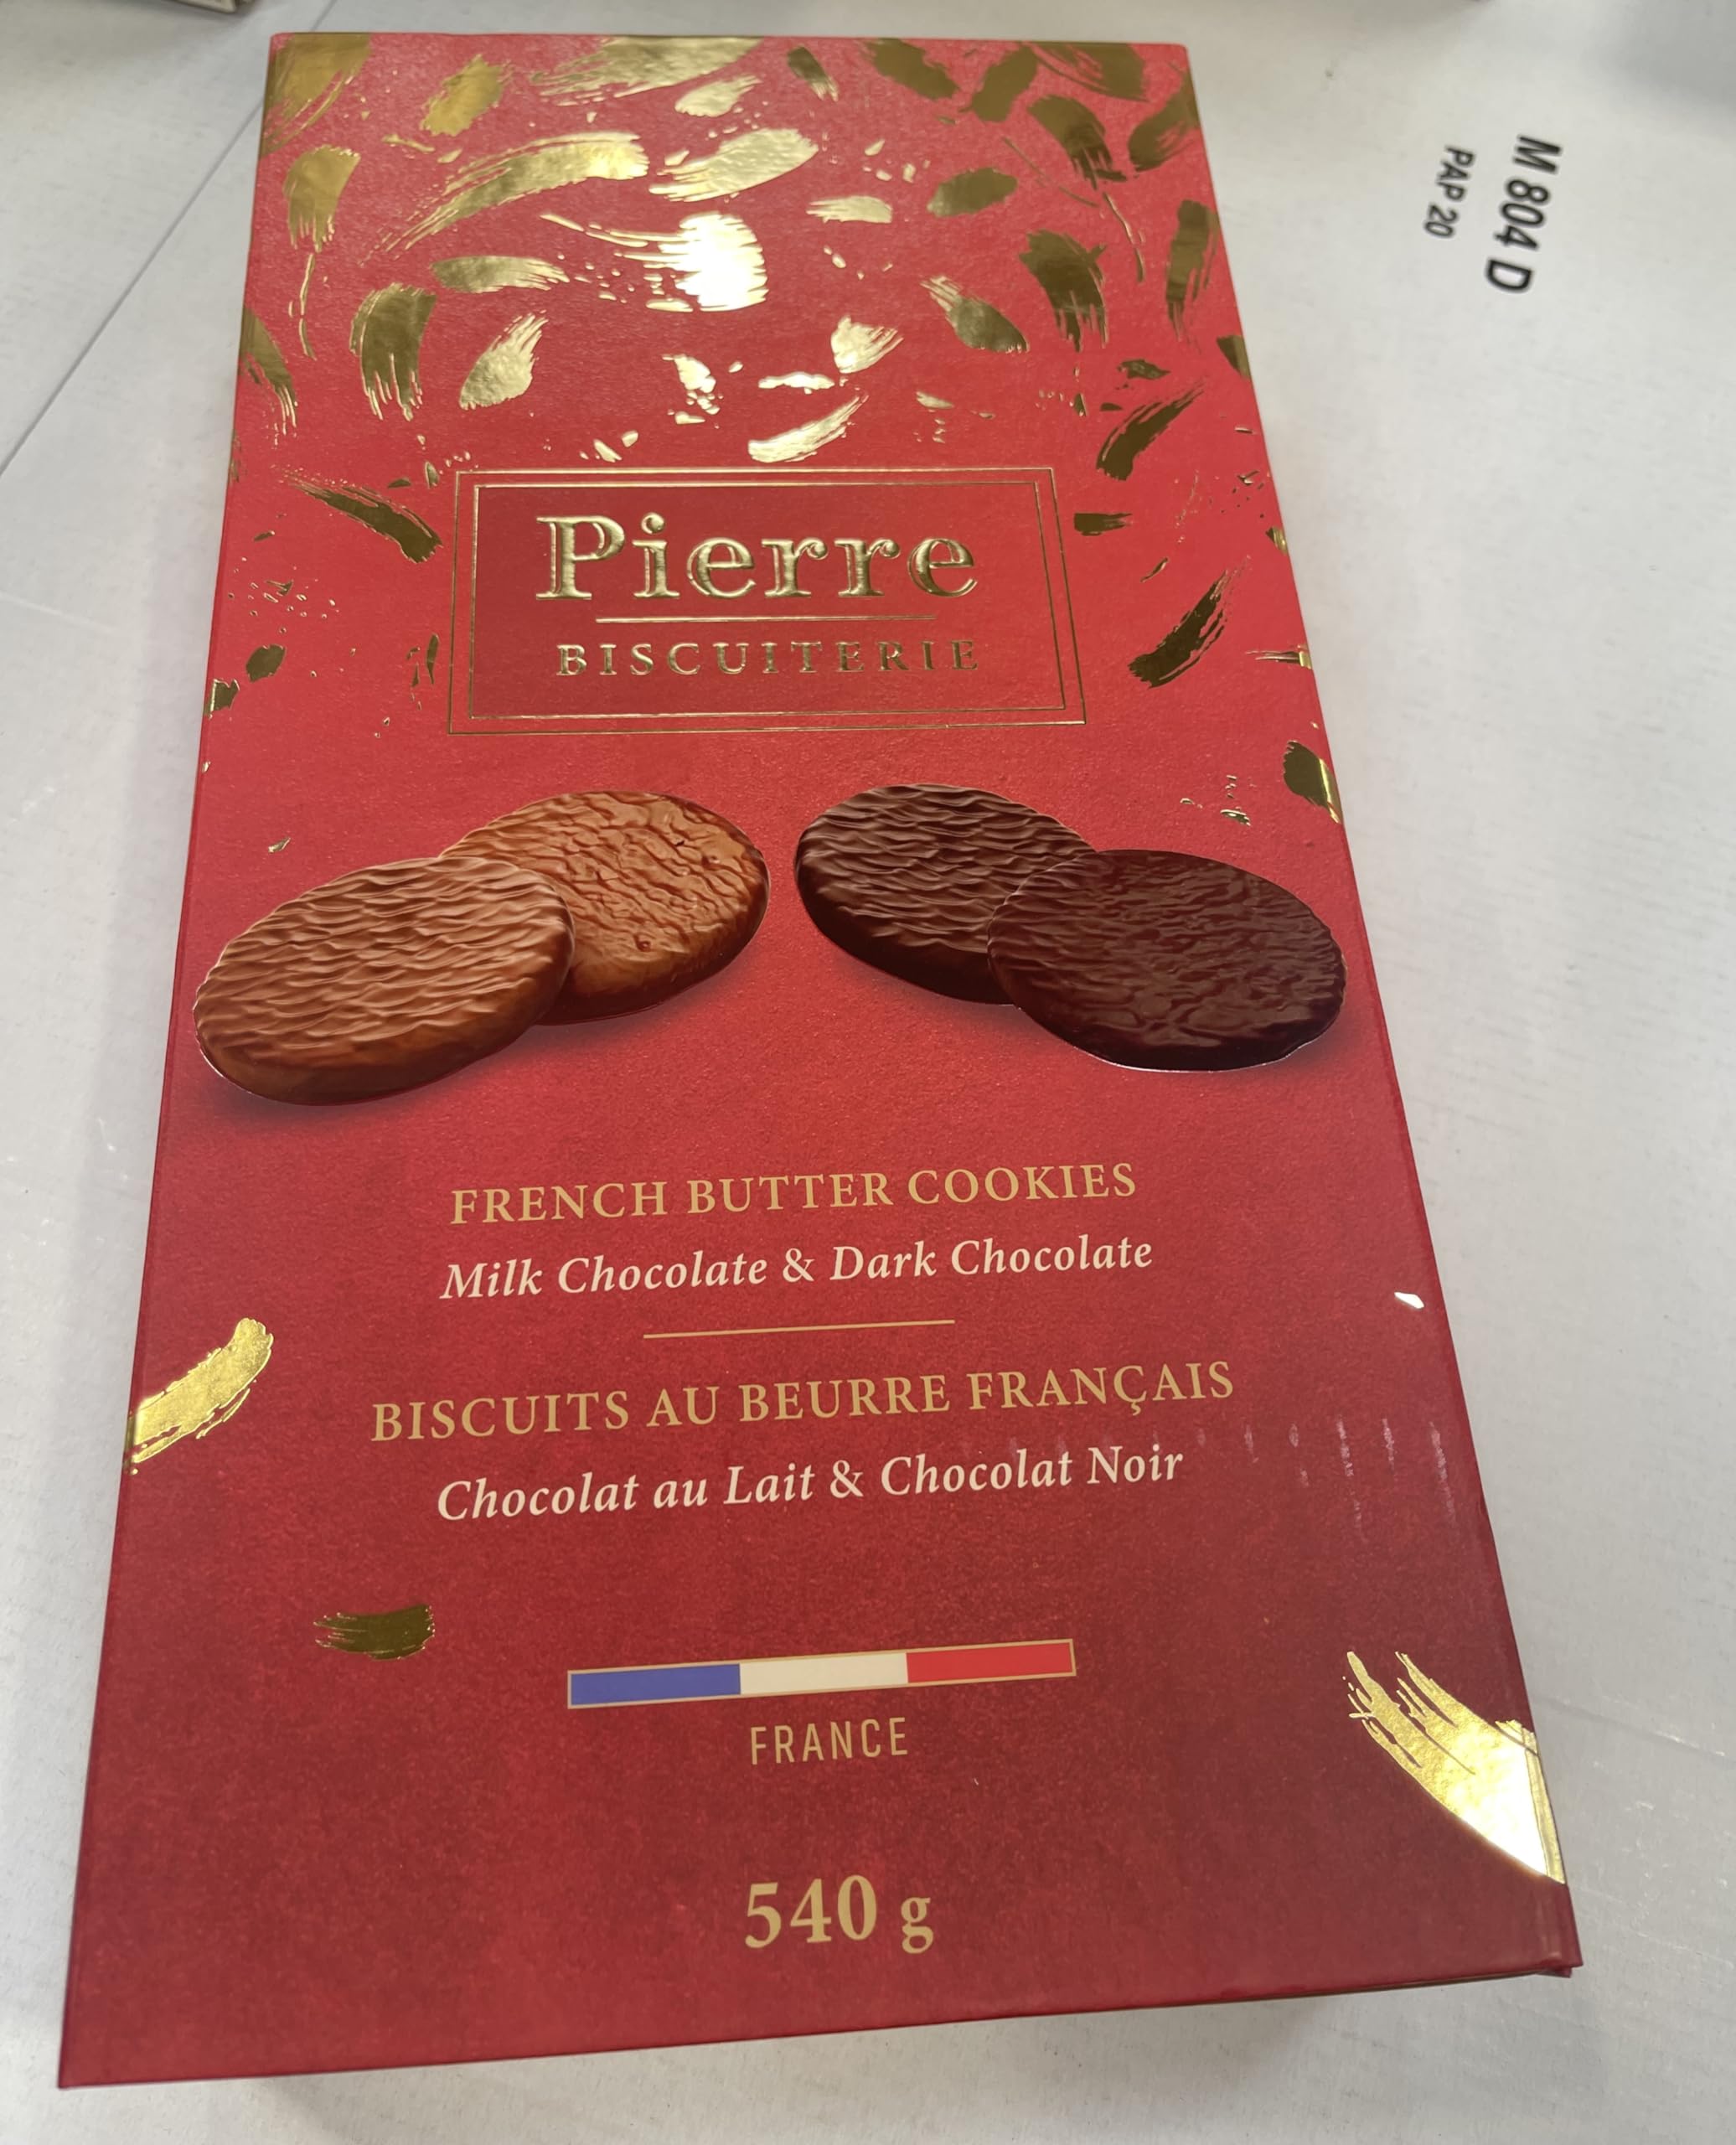 M 804 D
PAP 20
Pierre
BISCUITERIE
FRENCH BUTTER COOKIES
Milk Chocolate & Dark Chocolate
BISCUITS AU BEURRE FRANÇAIS
Chocolat au Lait & Chocolat Noir
FRANCE
540 g